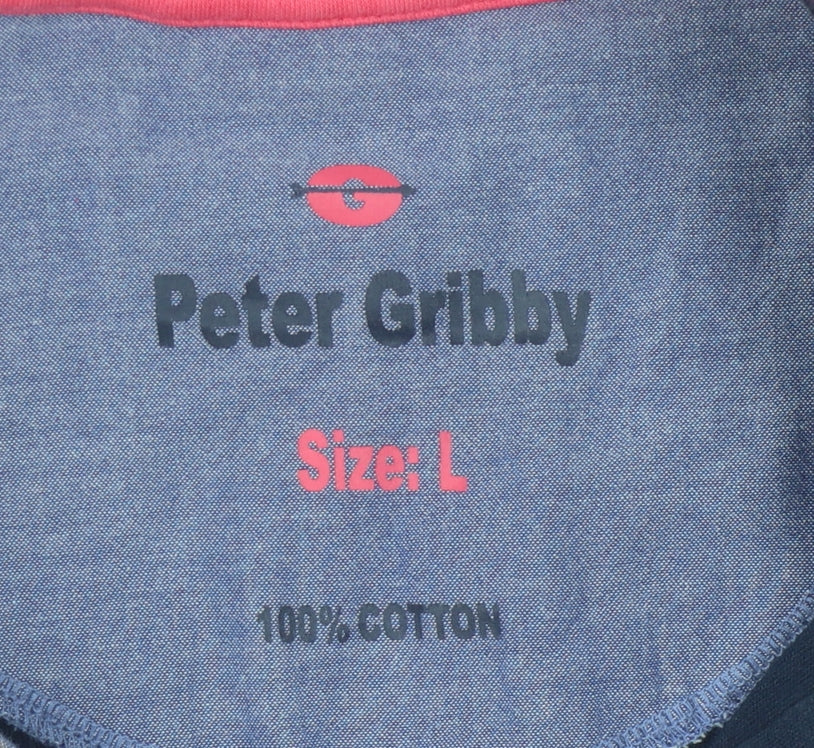 G
Peter Gribby
Size: L
100% COTTON